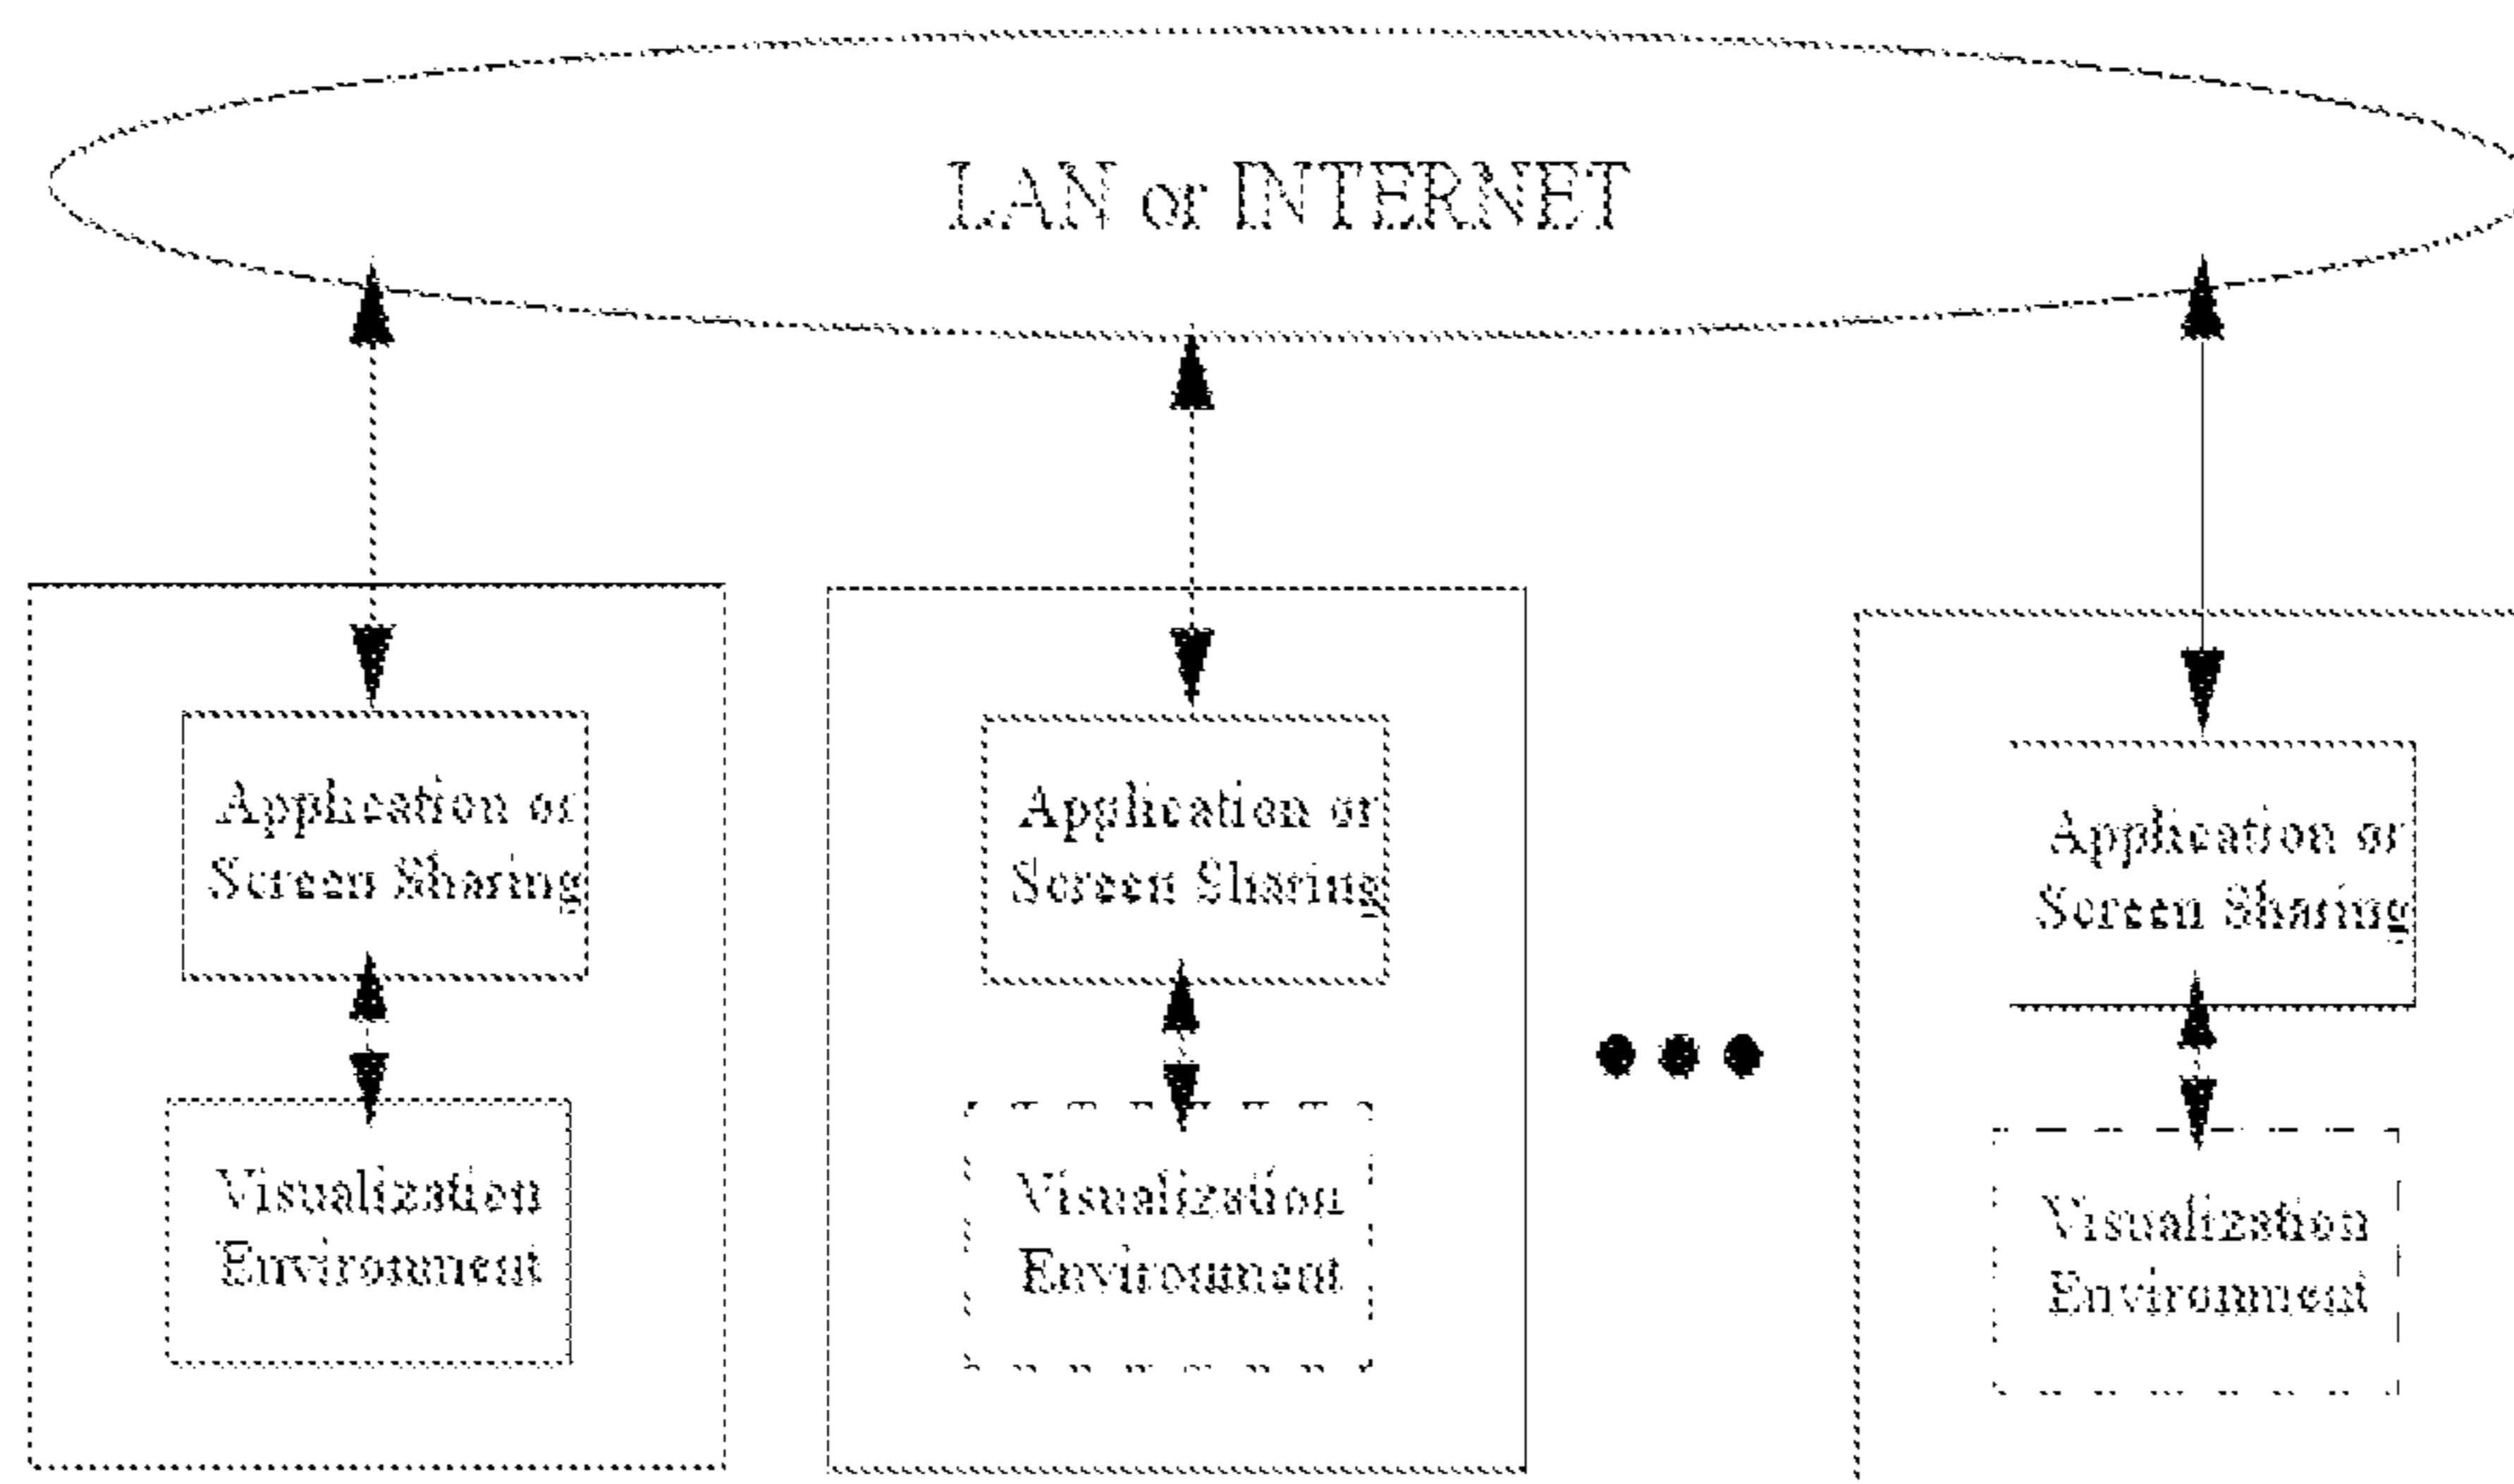 LAN or INTERNET
Application or
Screen Sharing
Visualization
Environment
Application or
Screen Sharing
Visualization
Environment
Application or
Screen Sharing
Visualization
Environment